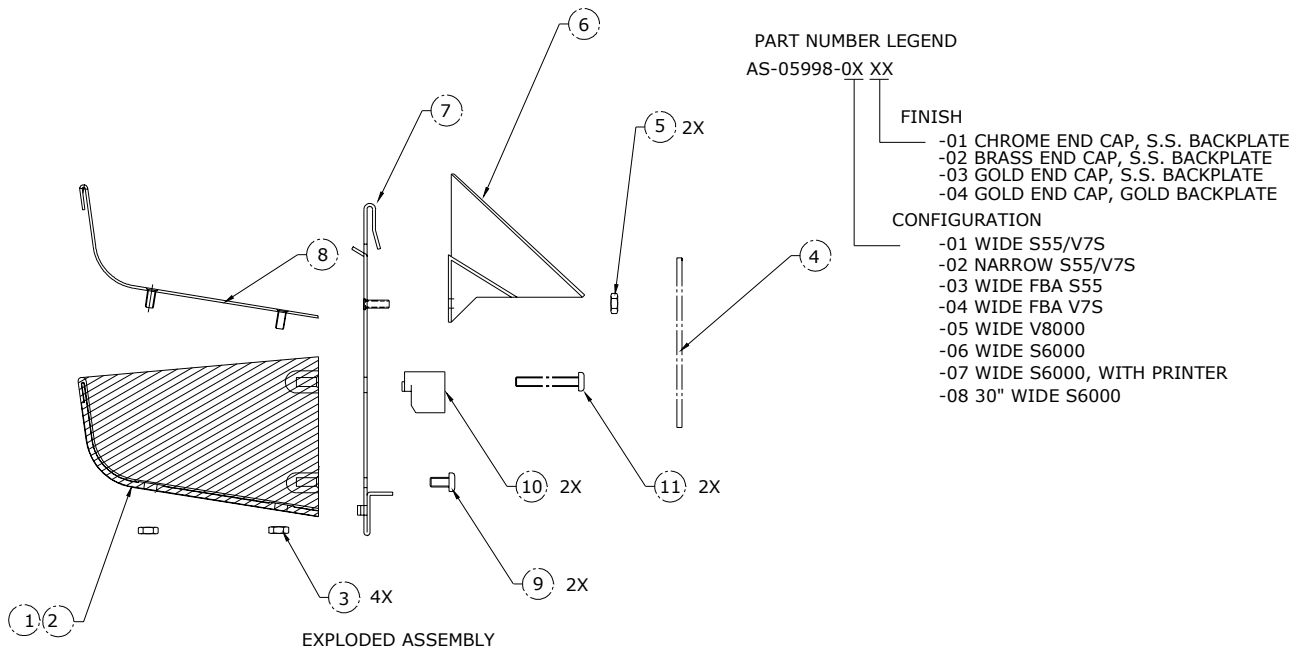 6
PART NUMBER LEGEND
AS-05998-0X XX
7
FINISH
5 2X
-01 CHROME END CAP, S.S. BACKPLATE
-02 BRASS END CAP, S.S. BACKPLATE
-03 GOLD END CAP, S.S. BACKPLATE
-04 GOLD END CAP, GOLD BACKPLATE
CONFIGURATION
-01 WIDE S55/V7S
-02 NARROW S55/V7S
-03 WIDE FBA S55
-04 WIDE FBA V7S
-05 WIDE V8000
-06 WIDE S6000
-07 WIDE S6000, WITH PRINTER
-08 30" WIDE S6000
8
4
10 2X
11 2X
9 2X
3 4X
1 2
EXPLODED ASSEMBLY